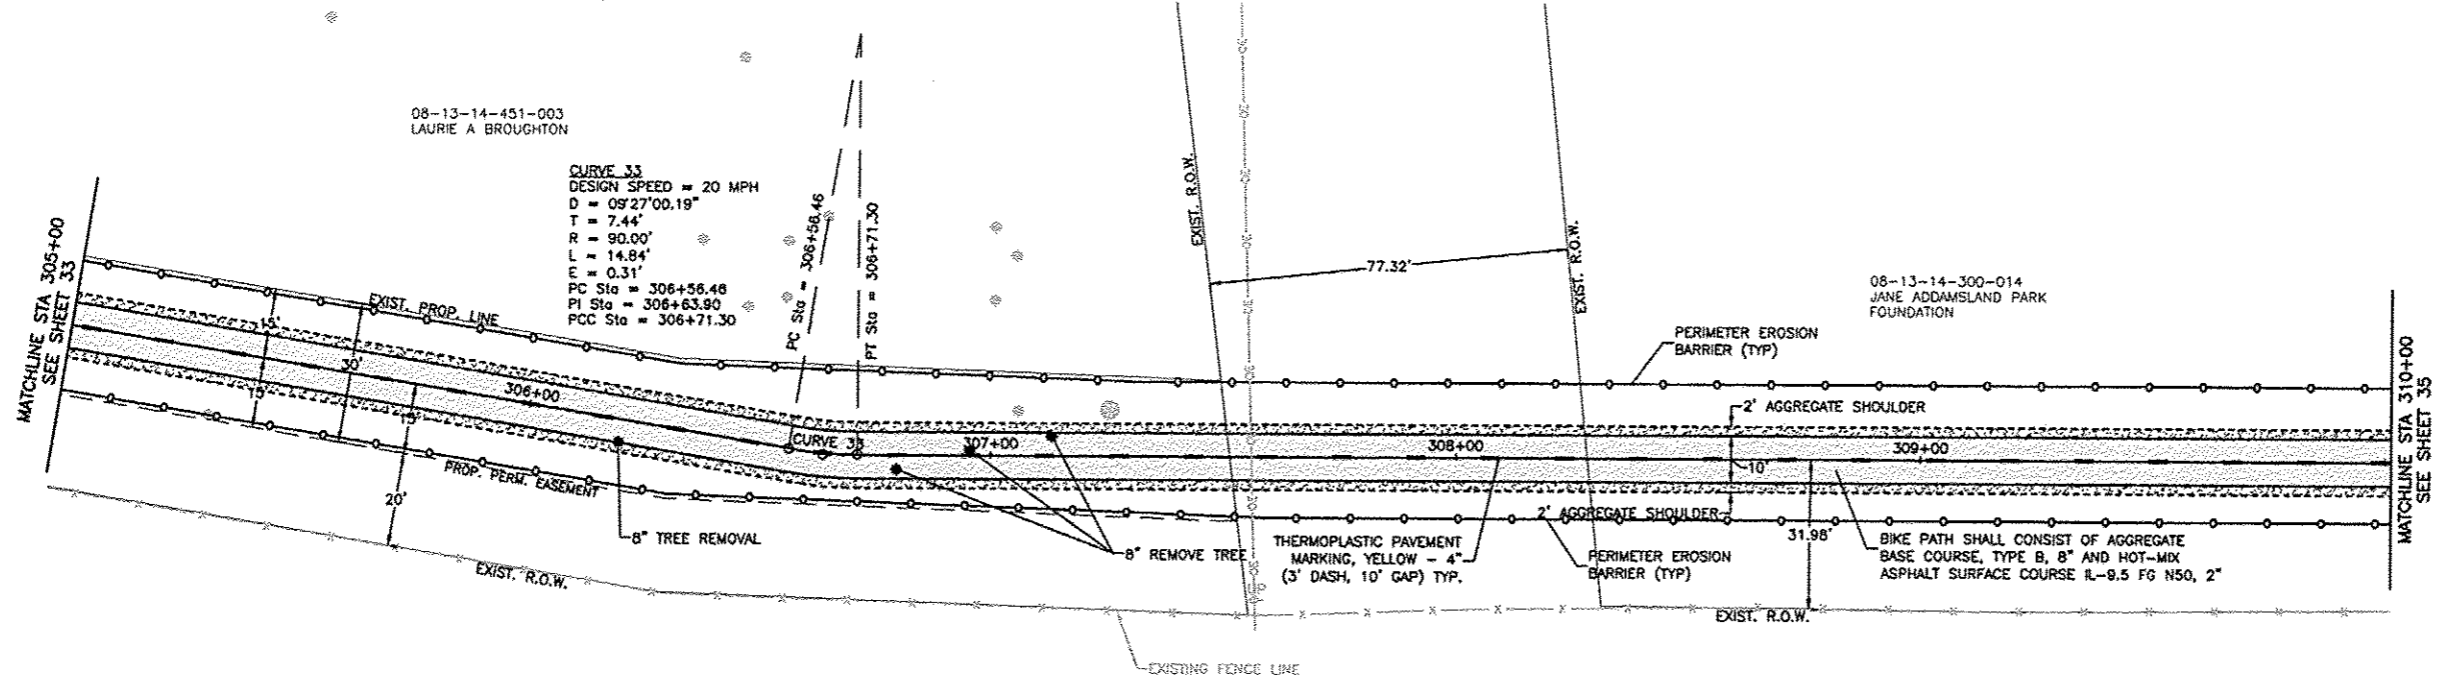 08-13-14-451-003
LAURIE A BROUGHTON
CURVE 33
DESIGN SPEED = 20 MPH
D = 09°27'00.19"
T = 7.44'
R = 90.00'
L = 14.84'
E = 0.31'
PC Sta = 306+56.46
PI Sta = 306+63.90
PCC Sta = 306+71.30
PC Sta = 306+56.46
PT Sta = 306+71.30
EXIST. R.O.W.
77.32'
EXIST. R.O.W.
08-13-14-300-014
JANE ADDAMSLAND PARK
FOUNDATION
MATCHLINE STA 305+00
SEE SHEET 33
EXIST. PROP. LINE
15'
30'
15'
15'
306+00
PROP. PERM. EASEMENT
20'
EXIST. R.O.W.
8" TREE REMOVAL
CURVE 33
307+00
8" REMOVE TREE
PERIMETER EROSION
BARRIER (TYP)
2' AGGREGATE SHOULDER
308+00
309+00
10'
2' AGGREGATE SHOULDER
THERMOPLASTIC PAVEMENT
MARKING, YELLOW - 4"
(3' DASH, 10' GAP) TYP.
PERIMETER EROSION
BARRIER (TYP)
31.98'
BIKE PATH SHALL CONSIST OF AGGREGATE
BASE COURSE, TYPE B, 8" AND HOT-MIX
ASPHALT SURFACE COURSE IL-9.5 FG N50, 2"
EXIST. R.O.W.
EXISTING FENCE LINE
MATCHLINE STA 310+00
SEE SHEET 35